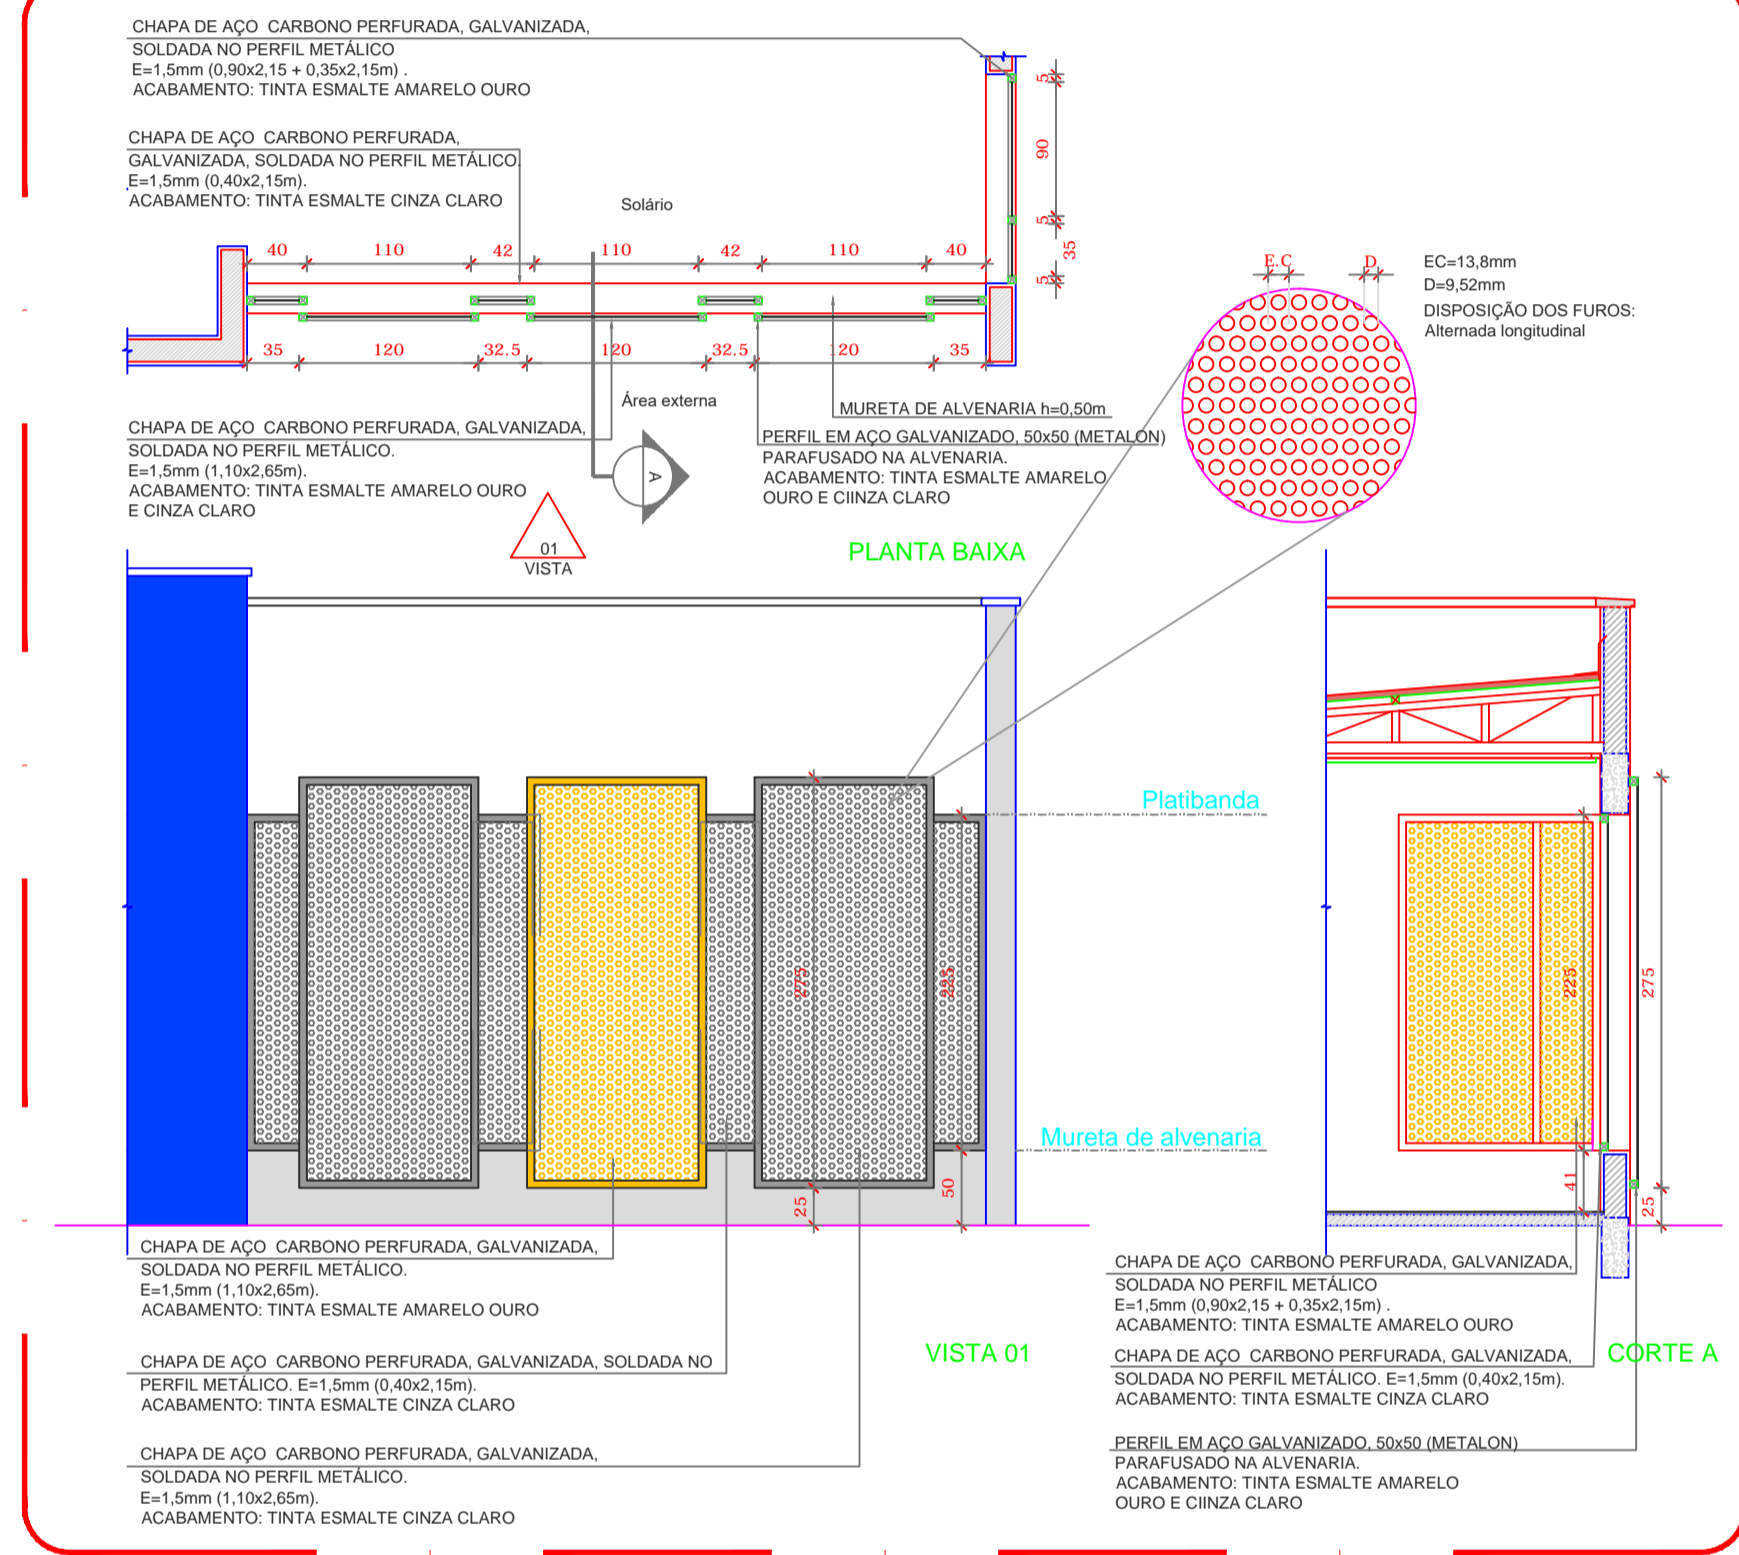 CHAPA DE AÇO  CARBONO PERFURADA, GALVANIZADA,
SOLDADA NO PERFIL METÁLICO
E=1,5mm (0,90x2,15 + 0,35x2,15m) .
ACABAMENTO: TINTA ESMALTE AMARELO OURO
CHAPA DE AÇO  CARBONO PERFURADA,
GALVANIZADA, SOLDADA NO PERFIL METÁLICO.
E=1,5mm (0,40x2,15m).
ACABAMENTO: TINTA ESMALTE CINZA CLARO
Solário
5
90
5
35
5
40
110
42
110
42
110
40
35
120
32.5
120
32.5
120
35
E.C
D
EC=13,8mm
D=9,52mm
DISPOSIÇÃO DOS FUROS:
Alternada longitudinal
Área externa
MURETA DE ALVENARIA h=0,50m
CHAPA DE AÇO  CARBONO PERFURADA, GALVANIZADA,
SOLDADA NO PERFIL METÁLICO.
E=1,5mm (1,10x2,65m).
ACABAMENTO: TINTA ESMALTE AMARELO OURO
E CINZA CLARO
A
PERFIL EM AÇO GALVANIZADO, 50x50 (METALON)
PARAFUSADO NA ALVENARIA.
ACABAMENTO: TINTA ESMALTE AMARELO
OURO E CIINZA CLARO
01
VISTA
PLANTA BAIXA
Platibanda
275
225
225
275
Mureta de alvenaria
25
50
41
25
CHAPA DE AÇO  CARBONO PERFURADA, GALVANIZADA,
SOLDADA NO PERFIL METÁLICO.
E=1,5mm (1,10x2,65m).
ACABAMENTO: TINTA ESMALTE AMARELO OURO
CHAPA DE AÇO  CARBONO PERFURADA, GALVANIZADA, SOLDADA NO
PERFIL METÁLICO. E=1,5mm (0,40x2,15m).
ACABAMENTO: TINTA ESMALTE CINZA CLARO
CHAPA DE AÇO  CARBONO PERFURADA, GALVANIZADA,
SOLDADA NO PERFIL METÁLICO.
E=1,5mm (1,10x2,65m).
ACABAMENTO: TINTA ESMALTE CINZA CLARO
VISTA 01
CHAPA DE AÇO  CARBONO PERFURADA, GALVANIZADA,
SOLDADA NO PERFIL METÁLICO
E=1,5mm (0,90x2,15 + 0,35x2,15m) .
ACABAMENTO: TINTA ESMALTE AMARELO OURO
CHAPA DE AÇO  CARBONO PERFURADA, GALVANIZADA,
SOLDADA NO PERFIL METÁLICO. E=1,5mm (0,40x2,15m).
ACABAMENTO: TINTA ESMALTE CINZA CLARO
CORTE A
PERFIL EM AÇO GALVANIZADO, 50x50 (METALON)
PARAFUSADO NA ALVENARIA.
ACABAMENTO: TINTA ESMALTE AMARELO
OURO E CIINZA CLARO